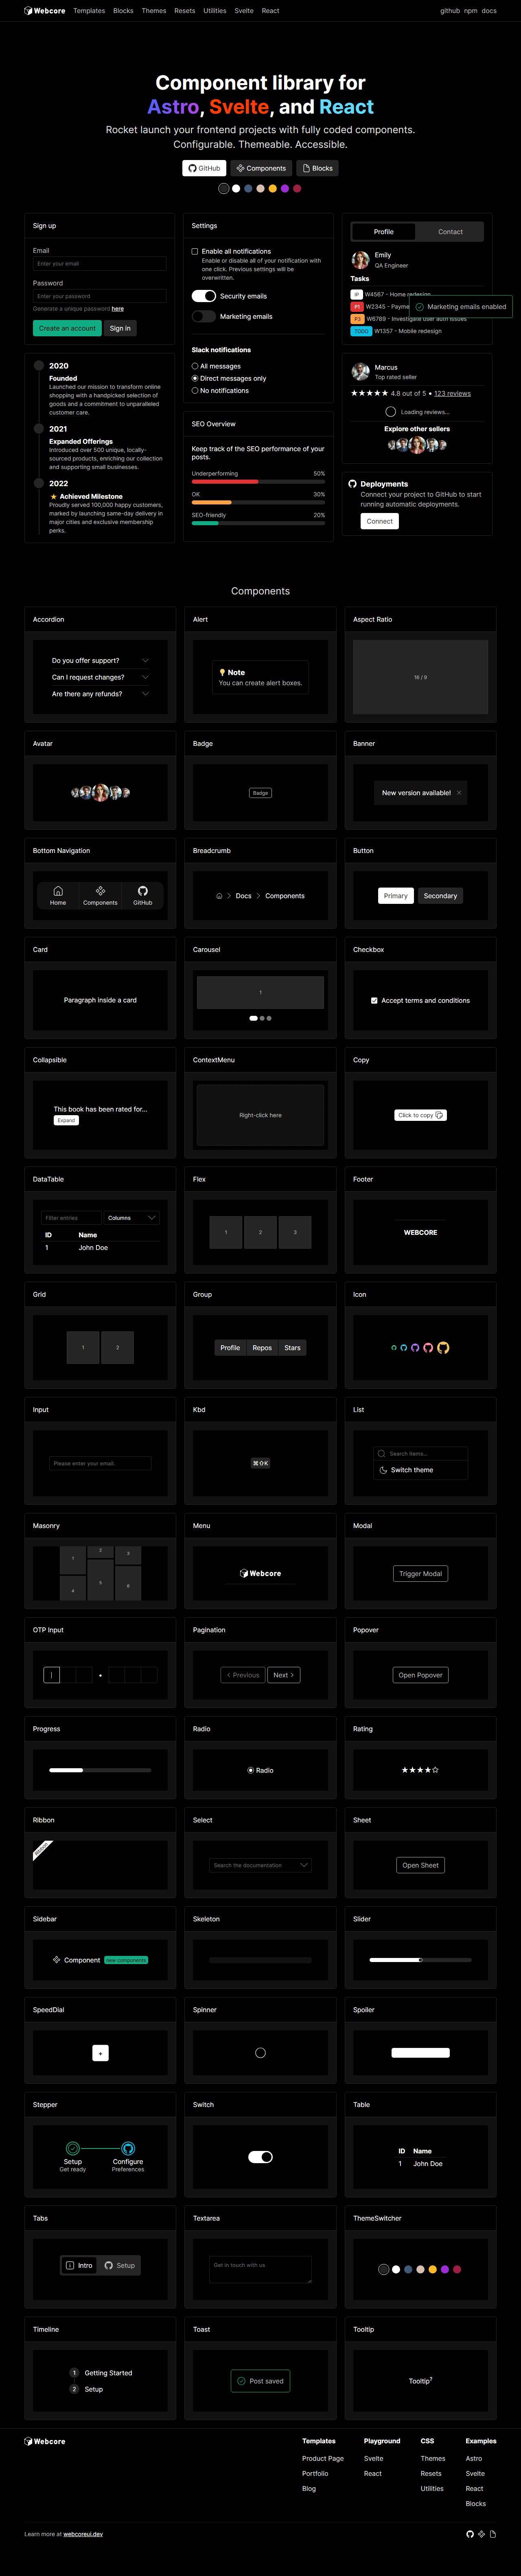 Webcore Templates Blocks Themes Resets Utilities Svelte React github npm docs
Component library for
Astro, Svelte, and React
Rocket launch your frontend projects with fully coded components.
Configurable. Themeable. Accessible.
GitHub Components Blocks
Sign up
Email
Enter your email
Password
Enter your password
Generate a unique password here
Create an account Sign in
2020
Founded
Launched our mission to transform online
shopping with a handpicked selection of
goods and a commitment to unparalleled
customer care.
2021
Expanded Offerings
Introduced over 500 unique, locally-
sourced products, enriching our collection
and supporting small businesses.
2022
Achieved Milestone
Proudly served 100,000 happy customers,
marked by launching same-day delivery in
major cities and exclusive membership
perks.
Settings
Enable all notifications
Enable or disable all of your notification with
one click. Previous settings will be
overwritten.
Security emails
Marketing emails
Slack notifications
All messages
Direct messages only
No notifications
SEO Overview
Keep track of the SEO performance of your
posts.
Underperforming 50%
OK 30%
SEO-friendly 20%
Profile Contact
Emily
QA Engineer
Tasks
W4567 - Home redesign
P1 W2345 - Payme
P3 W6789 - Investigate user auth issues
TODO W1357 - Mobile redesign
Marketing emails enabled
Marcus
Top rated seller
★★★★★ 4.8 out of 5 • 123 reviews
Loading reviews...
Explore other sellers
Deployments
Connect your project to GitHub to start
running automatic deployments.
Connect
Components
Accordion
Do you offer support?
Can I request changes?
Are there any refunds?
Alert
Note
You can create alert boxes.
Aspect Ratio
16 / 9
Avatar
Badge
Badge
Banner
New version available!
Bottom Navigation
Home Components GitHub
Breadcrumb
Docs Components
Button
Primary Secondary
Card
Paragraph inside a card
Carousel
1
Checkbox
Accept terms and conditions
Collapsible
This book has been rated for...
Expand
ContextMenu
Right-click here
Copy
Click to copy
DataTable
Filter entries Columns
ID Name
1 John Doe
Flex
1 2 3
Footer
WEBCORE
Grid
1 2
Group
Profile Repos Stars
Icon
Input
Please enter your email.
Kbd
⌘⇧K
List
Search items...
Switch theme
Masonry
1 2 3
4 5 6
Menu
Webcore
Modal
Trigger Modal
OTP Input
Pagination
Previous Next
Popover
Open Popover
Progress
Radio
Radio
Rating
Ribbon
Select
Search the documentation
Sheet
Open Sheet
Sidebar
Component new components
Skeleton
Slider
SpeedDial
+
Spinner
Spoiler
Stepper
Setup Configure
Get ready Preferences
Switch
Table
ID Name
1 John Doe
Tabs
Intro Setup
Textarea
Get in touch with us
ThemeSwitcher
Timeline
1 Getting Started
2 Setup
Toast
Post saved
Tooltip
Tooltip?
Webcore
Templates
Product Page
Portfolio
Blog
Playground
Svelte
React
CSS
Themes
Resets
Utilities
Examples
Astro
Svelte
React
Blocks
Learn more at webcoreui.dev